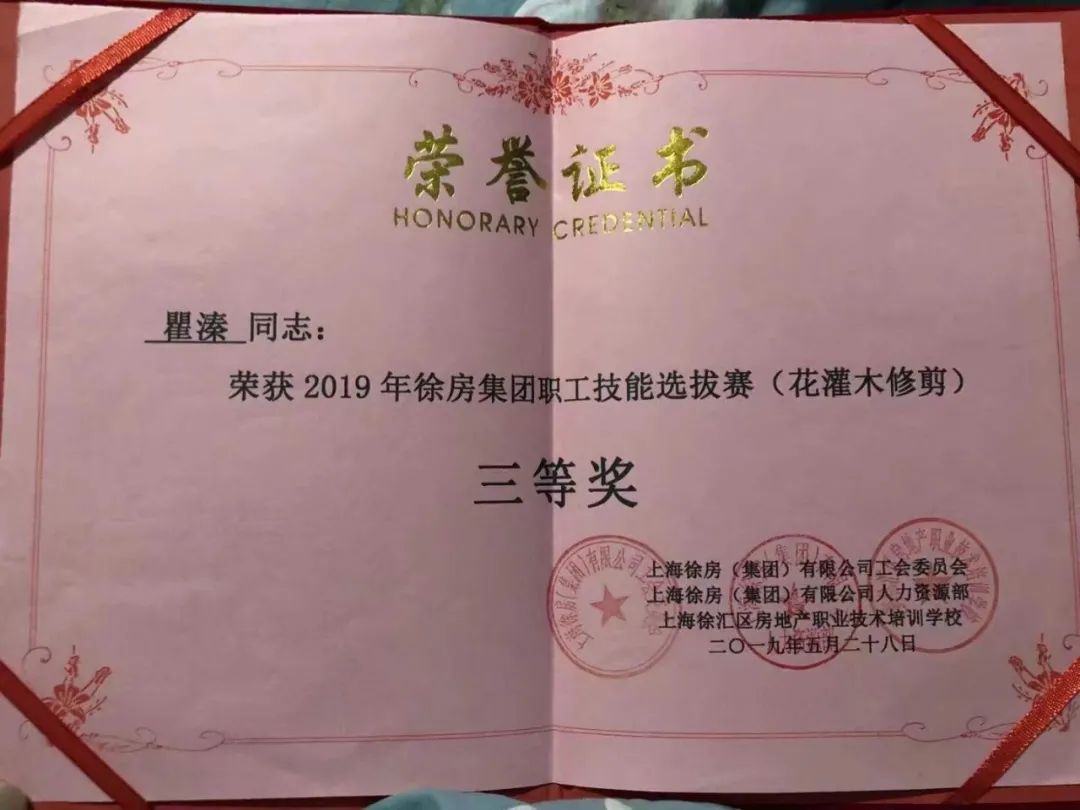 荣誉证书
HONORARY CREDENTIAL
瞿溱 同志：
荣获 2019 年徐房集团职工技能选拔赛（花灌木修剪）
三等奖
上海徐房（集团）有限公司工会委员会
上海徐房（集团）有限公司人力资源部
上海徐汇区房地产职业技术培训学校
二〇一九年五月二十八日